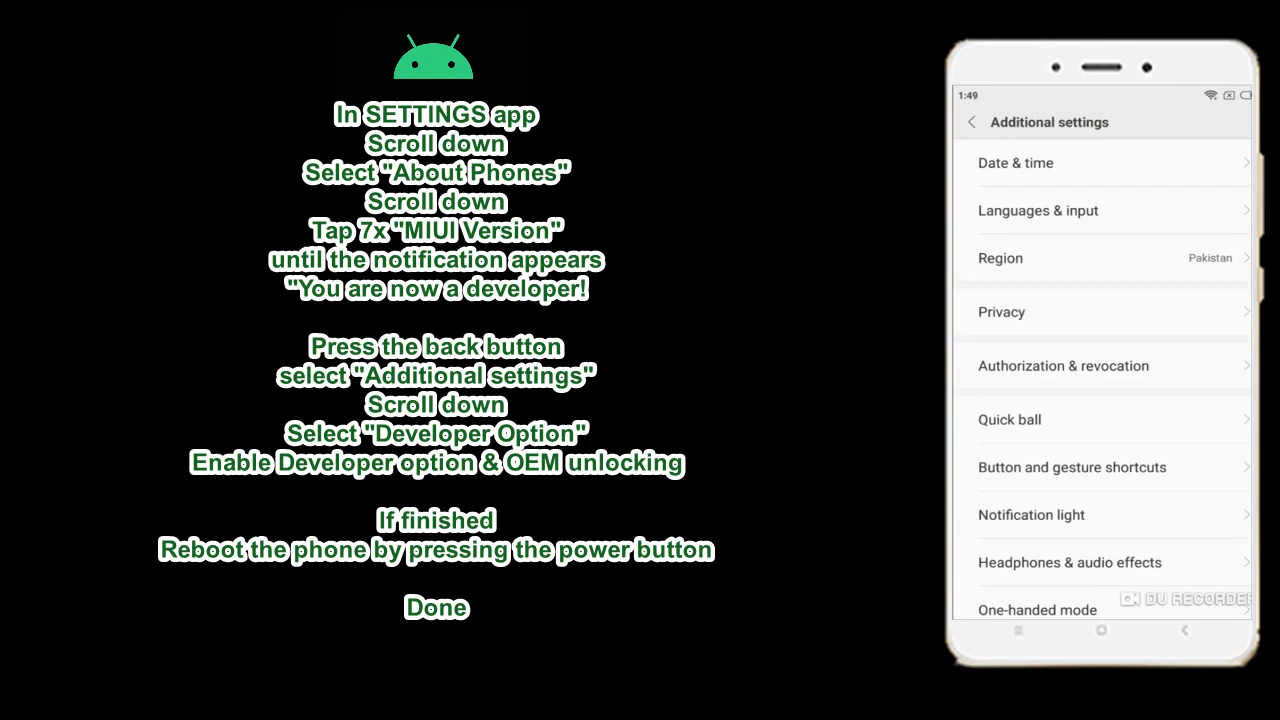 In SETTINGS app
Scroll down
Select "About Phones"
Scroll down
Tap 7x "MIUI Version"
until the notification appears
"You are now a developer!
Press the back button
select "Additional settings"
Scroll down
Select "Developer Option"
Enable Developer option & OEM unlocking
If finished
Reboot the phone by pressing the power button
Done
1:49
Additional settings
Date & time
Languages & input
Region Pakistan
Privacy
Authorization & revocation
Quick ball
Button and gesture shortcuts
Notification light
Headphones & audio effects
DU RECORDER
One-handed mode